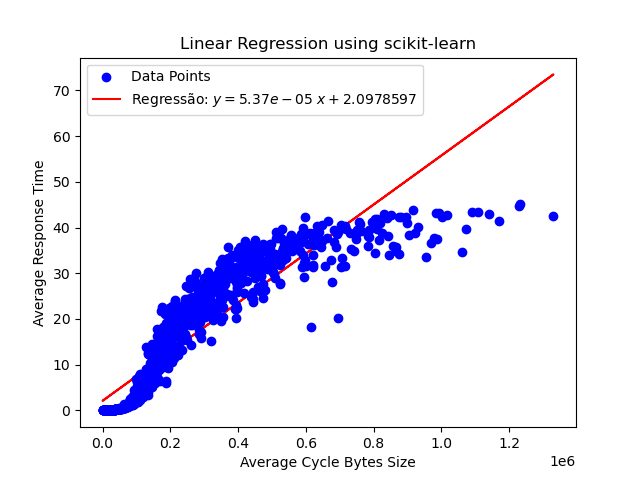 Linear Regression using scikit-learn
Data Points
Regressão: y = 5.37e − 05 x + 2.0978597
Average Response Time
70
60
50
40
30
20
10
0
0.0 0.2 0.4 0.6 0.8 1.0 1.2
1e6
Average Cycle Bytes Size